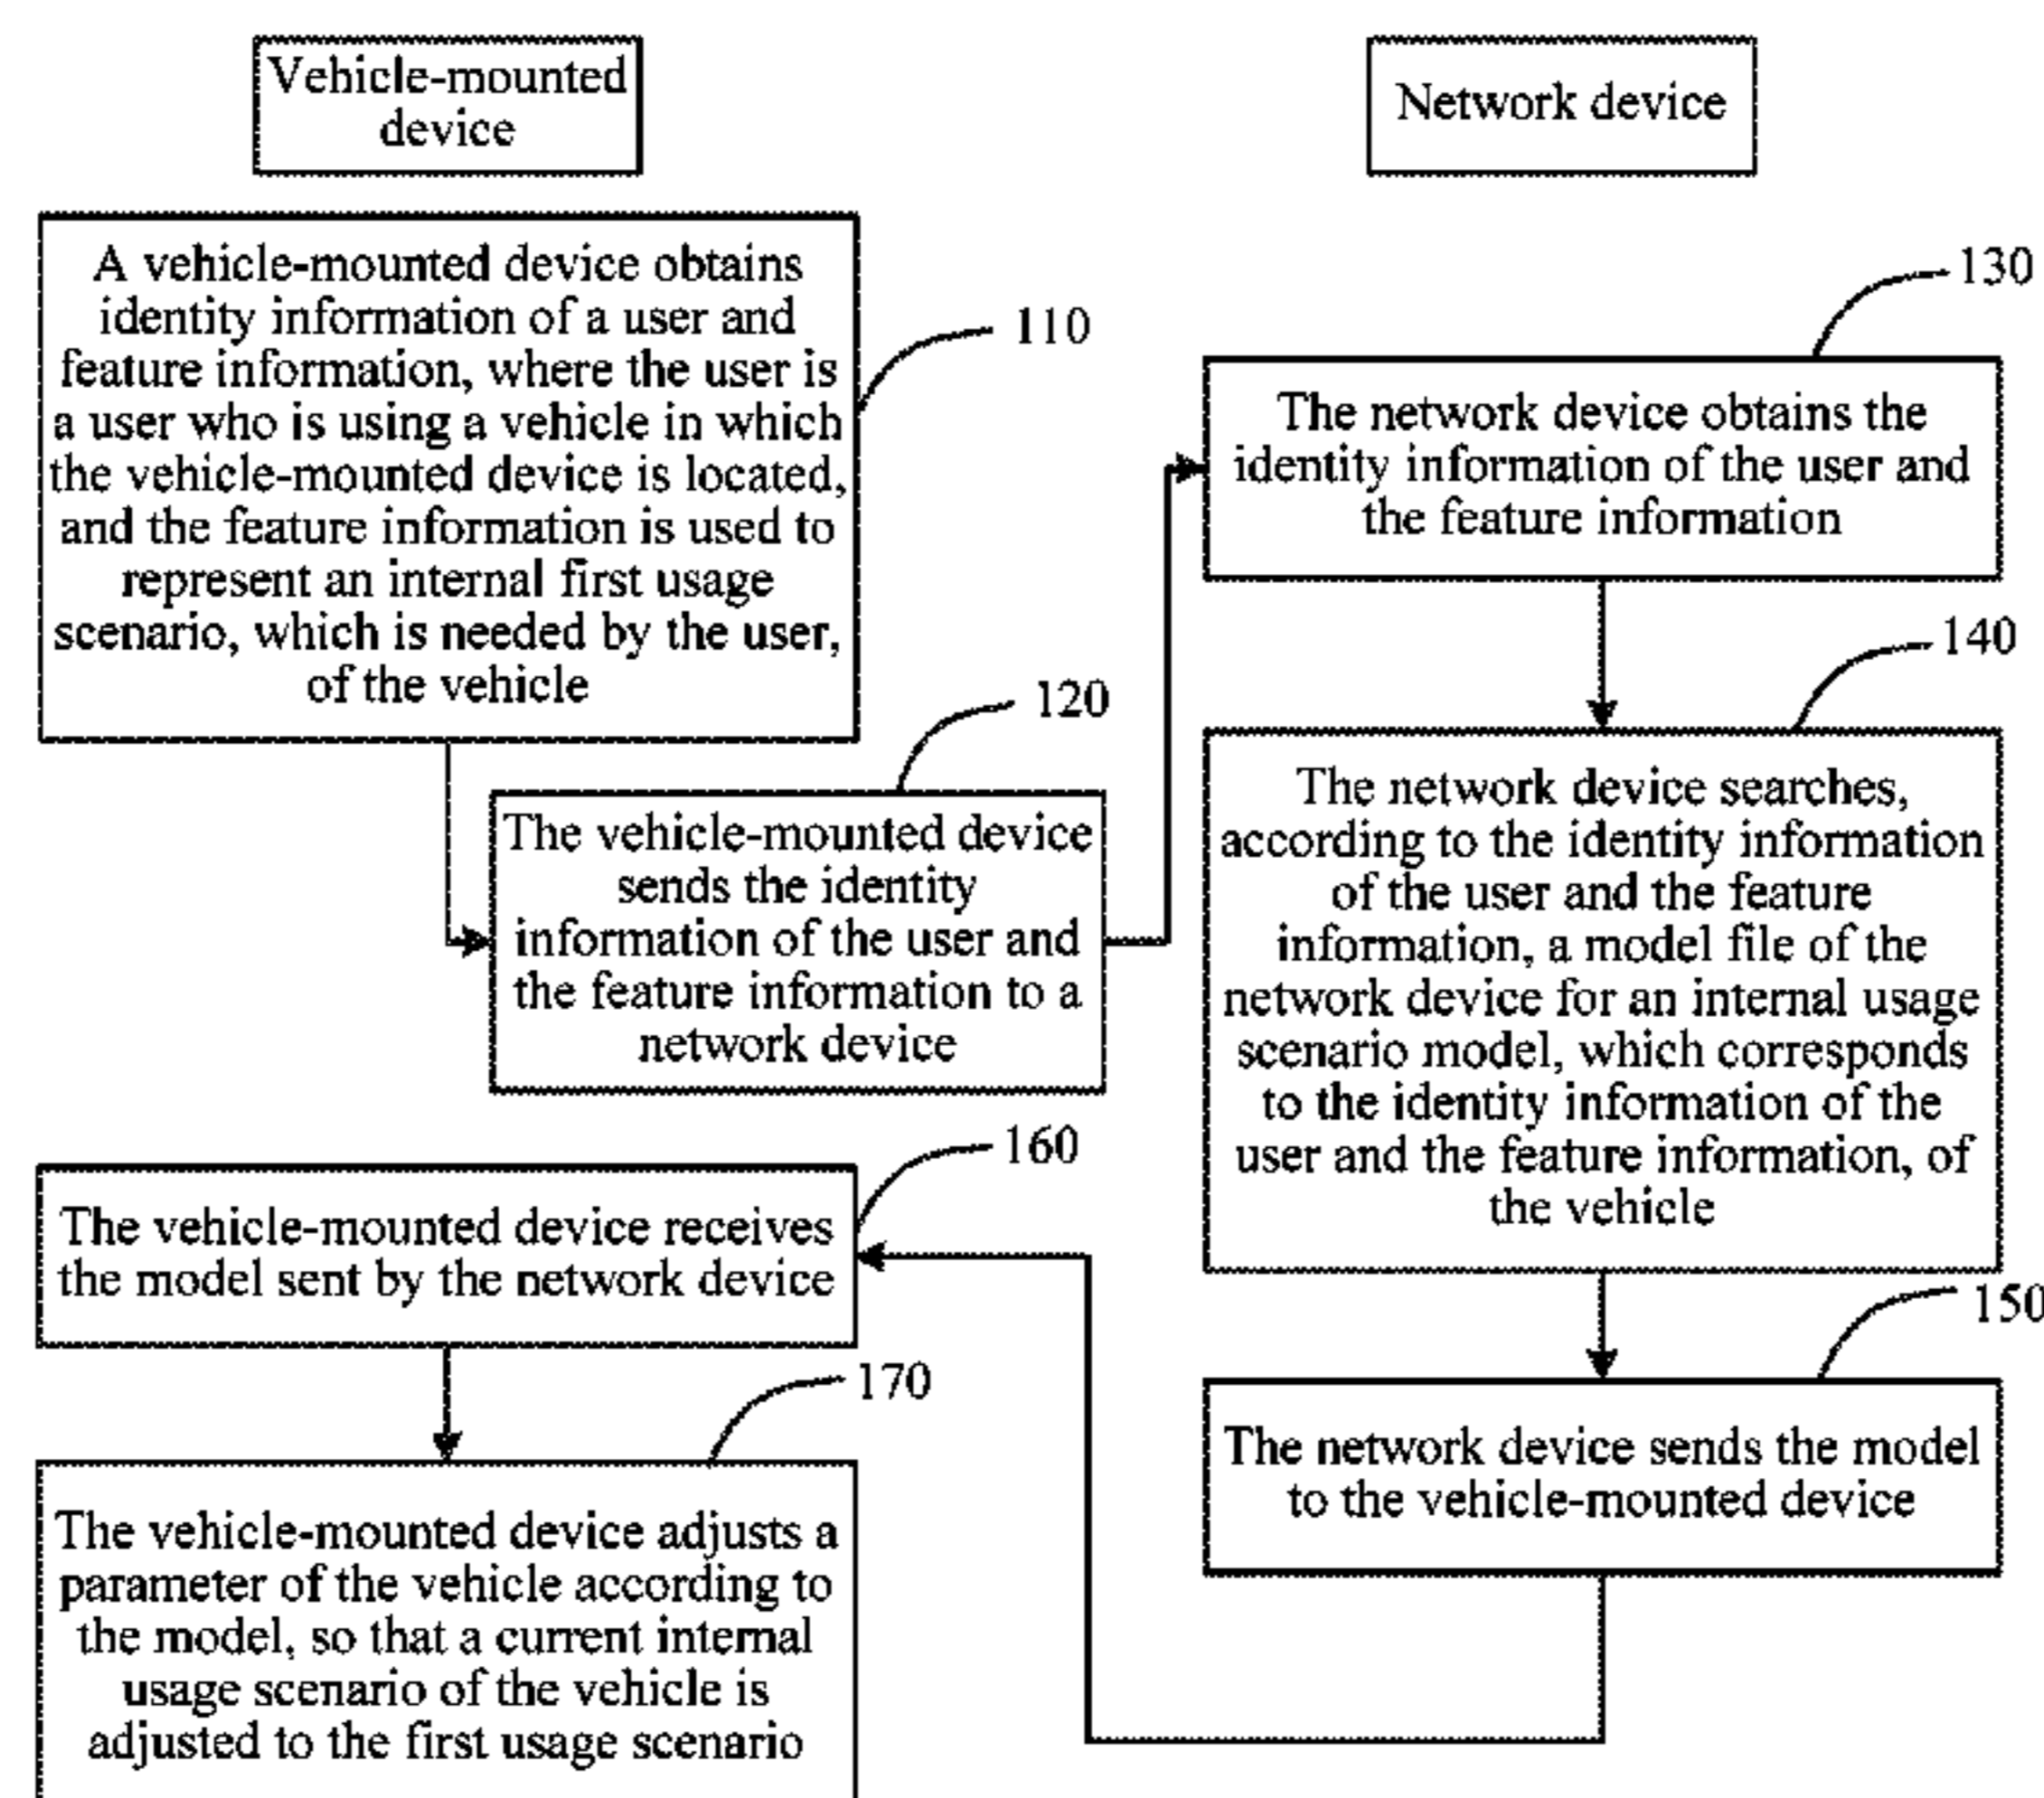 Vehicle-mounted
device
Network device
A vehicle-mounted device obtains
identity information of a user and
feature information, where the user is
a user who is using a vehicle in which
the vehicle-mounted device is located,
and the feature information is used to
represent an internal first usage
scenario, which is needed by the user,
of the vehicle
110
The vehicle-mounted device
sends the identity
information of the user and
the feature information to a
network device
120
The network device obtains the
identity information of the user and
the feature information
130
The network device searches,
according to the identity information
of the user and the feature
information, a model file of the
network device for an internal usage
scenario model, which corresponds
to the identity information of the
user and the feature information, of
the vehicle
140
The network device sends the model
to the vehicle-mounted device
150
The vehicle-mounted device receives
the model sent by the network device
160
The vehicle-mounted device adjusts a
parameter of the vehicle according to
the model, so that a current internal
usage scenario of the vehicle is
adjusted to the first usage scenario
170